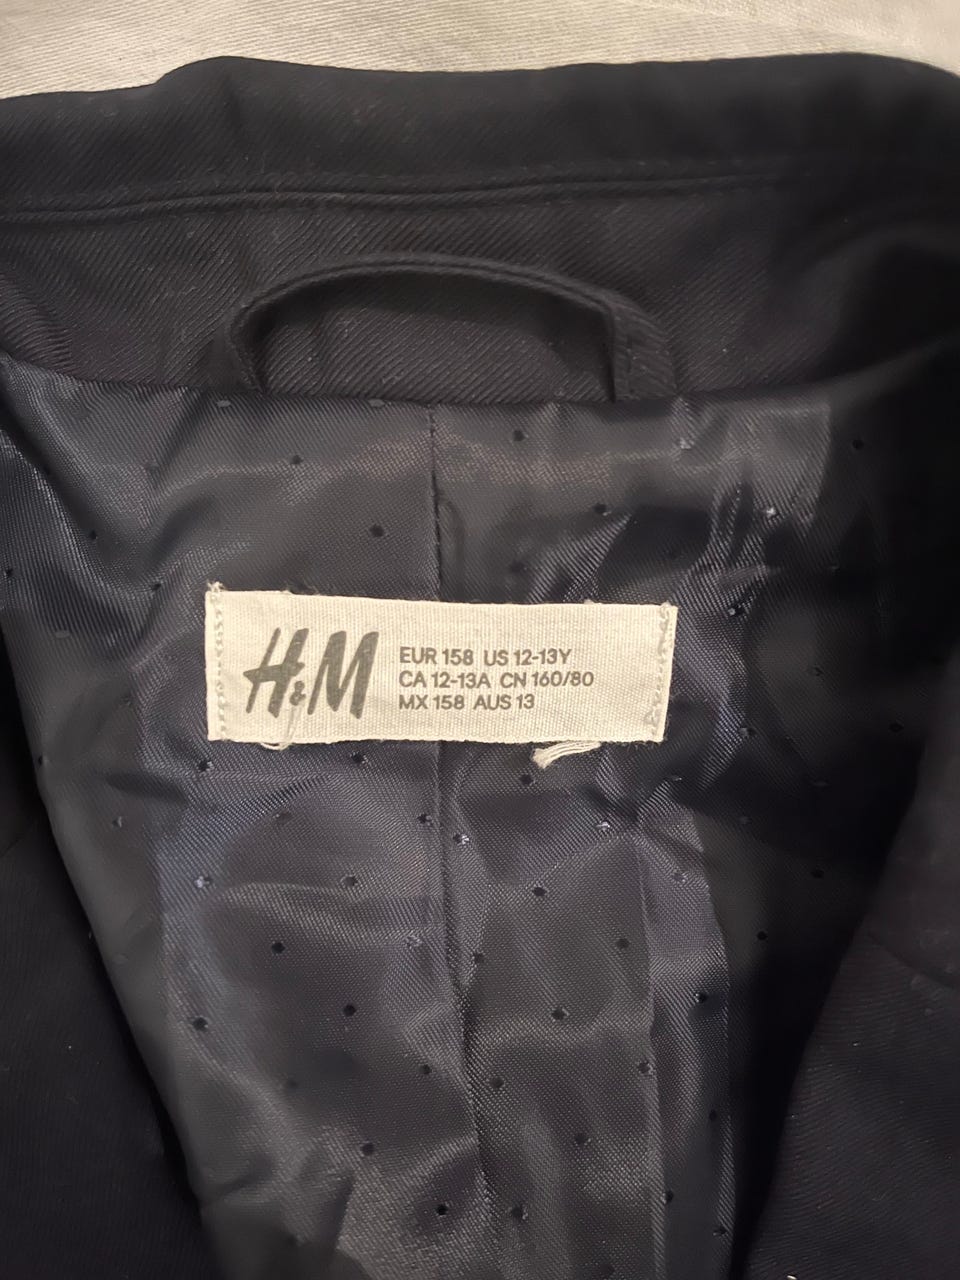 H&M
EUR 158 US 12-13Y
CA 12-13A CN 160/80
MX 158 AUS 13